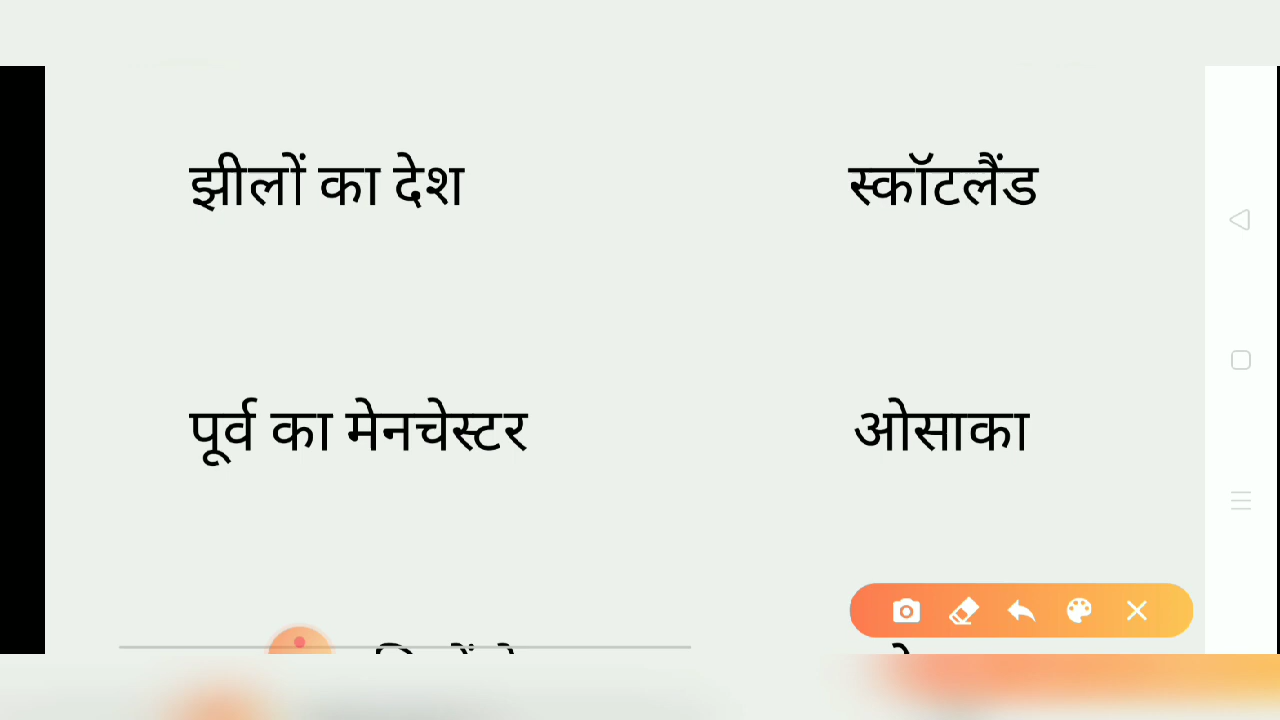 झीलों का देश स्कॉटलैंड
पूर्व का मेनचेस्टर ओसाका